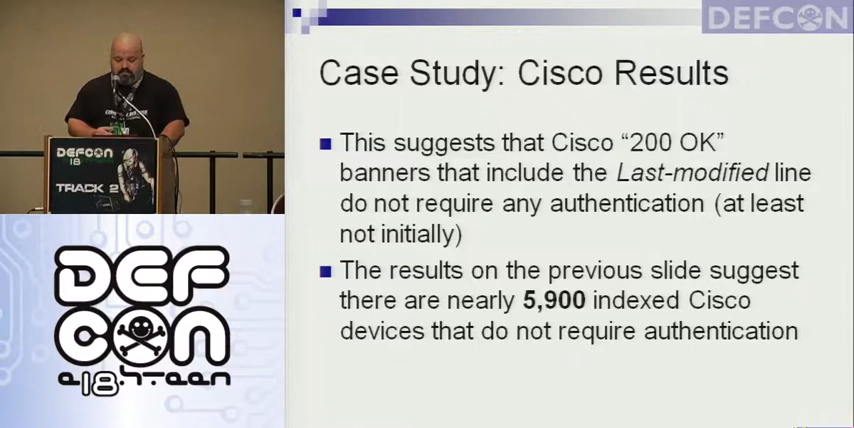 DEFCON
Case Study: Cisco Results
This suggests that Cisco “200 OK”
banners that include the Last-modified line
do not require any authentication (at least
not initially)
The results on the previous slide suggest
there are nearly 5,900 indexed Cisco
devices that do not require authentication
DEFCON
18
TRACK 2
DEF
CON
e18hteen